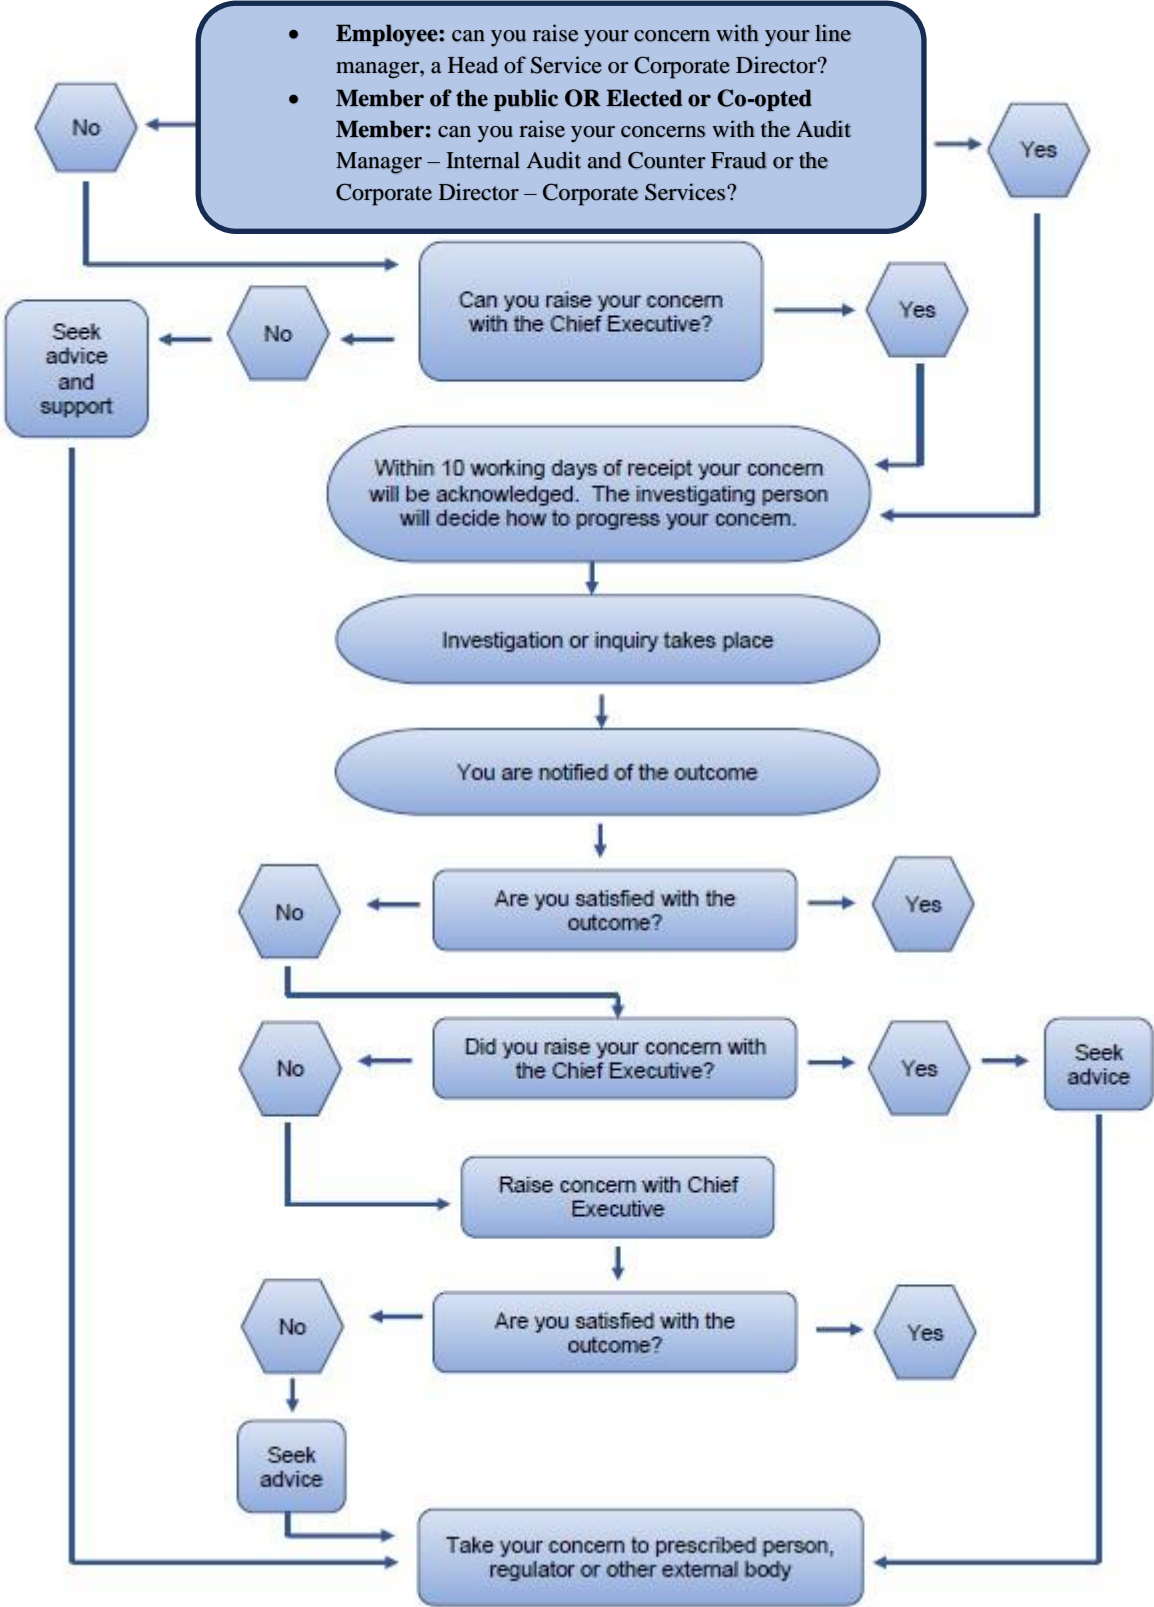 • Employee: can you raise your concern with your line
manager, a Head of Service or Corporate Director?
• Member of the public OR Elected or Co-opted
Member: can you raise your concerns with the Audit
Manager – Internal Audit and Counter Fraud or the
Corporate Director – Corporate Services?
No
Yes
Can you raise your concern
with the Chief Executive?
Yes
No
Seek
advice
and
support
Within 10 working days of receipt your concern
will be acknowledged. The investigating person
will decide how to progress your concern.
Investigation or inquiry takes place
You are notified of the outcome
Are you satisfied with the
outcome?
No
Yes
Did you raise your concern with
the Chief Executive?
No
Yes
Seek
advice
Raise concern with Chief
Executive
Are you satisfied with the
outcome?
No
Yes
Seek
advice
Take your concern to prescribed person,
regulator or other external body